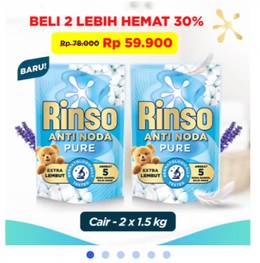 BELI 2 LEBIH HEMAT 30%
Rp 78.000 Rp 59.900
BARU!
Rinso
ANTI NODA
PURE
EXTRA
LEMBUT
5
Rinso
ANTI NODA
PURE
EXTRA
LEMBUT
5
Cair - 2 x 1.5 kg